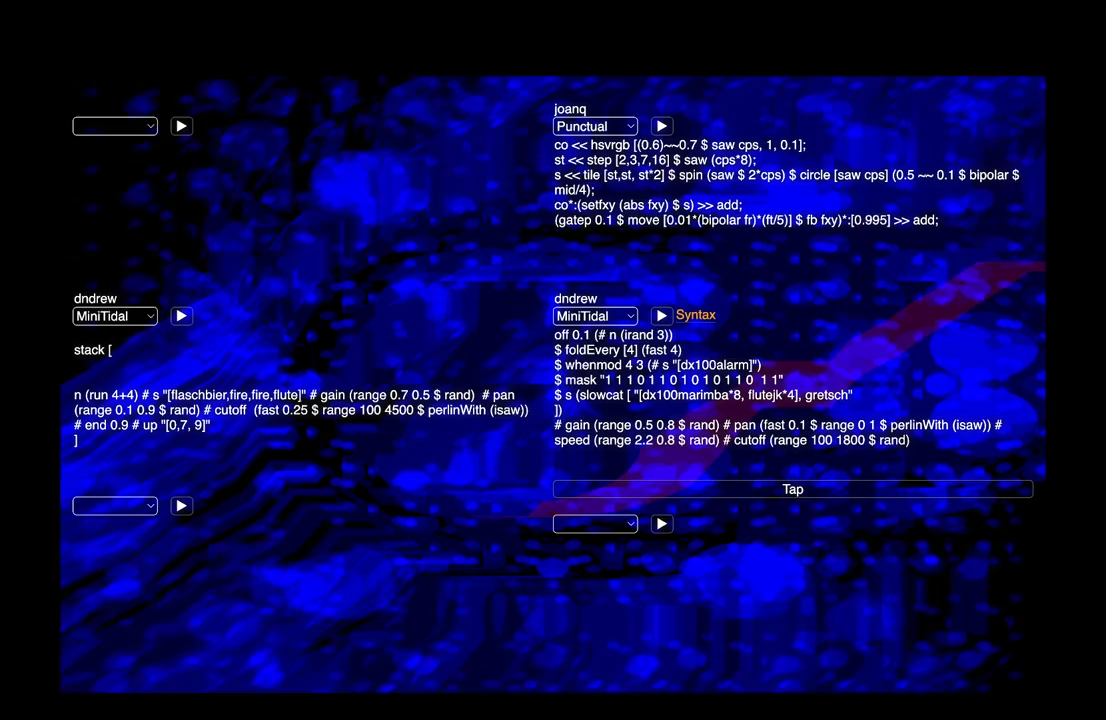 joanq
Punctual
co << hsvrgb [(0.6)~~0.7 $ saw cps, 1, 0.1];
st << step [2,3,7,16] $ saw (cps*8);
s << tile [st,st, st*2] $ spin (saw $ 2*cps) $ circle [saw cps] (0.5 ~~ 0.1 $ bipolar $
mid/4);
co*:(setfxy (abs fxy) $ s) >> add;
(gatep 0.1 $ move [0.01*(bipolar fr)*(ft/5)] $ fb fxy)*:[0.995] >> add;
dndrew
MiniTidal
stack [
n (run 4+4) # s "[flaschbier,fire,fire,flute]" # gain (range 0.7 0.5 $ rand)  # pan
(range 0.1 0.9 $ rand) # cutoff  (fast 0.25 $ range 100 4500 $ perlinWith (isaw))
# end 0.9 # up "[0,7, 9]"
]
dndrew
MiniTidal
Syntax
off 0.1 (# n (irand 3))
$ foldEvery [4] (fast 4)
$ whenmod 4 3 (# s "[dx100alarm]")
$ mask "1 1 1 0 1 1 0 1 0 1 0 1 1 0  1 1"
$ s (slowcat [ "[dx100marimba*8, flutejk*4], gretsch"
])
# gain (range 0.5 0.8 $ rand) # pan (fast 0.1 $ range 0 1 $ perlinWith (isaw)) #
speed (range 2.2 0.8 $ rand) # cutoff (range 100 1800 $ rand)
Tap